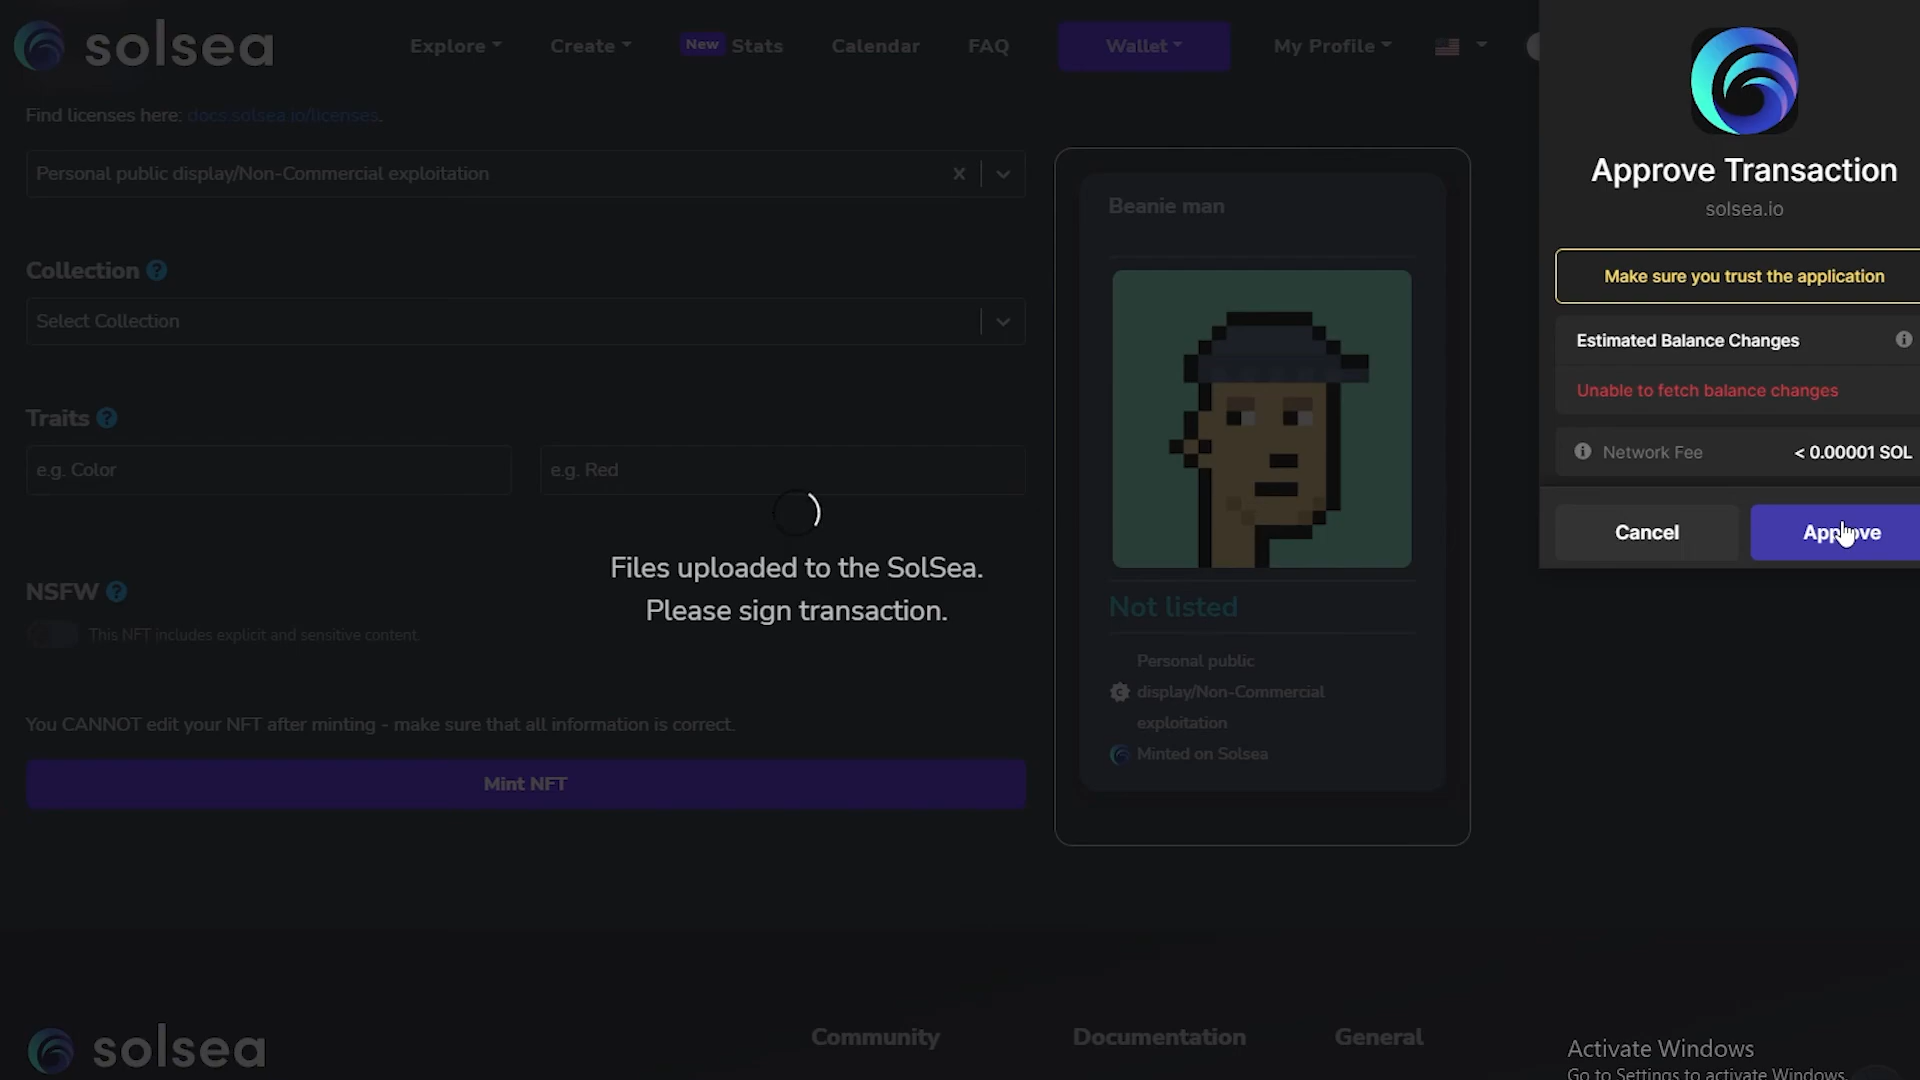 solsea
Explore
Create
New Stats
Calendar
FAQ
Wallet
My Profile
Find licenses here: docs.solsea.io/licenses.
Personal public display/Non-Commercial exploitation
Collection ?
Select Collection
Traits ?
e.g. Color
e.g. Red
NSFW ?
This NFT includes explicit and sensitive content.
You CANNOT edit your NFT after minting - make sure that all information is correct.
Mint NFT
Files uploaded to the SolSea.
Please sign transaction.
Beanie man
Not listed
Personal public
display/Non-Commercial
exploitation
Minted on Solsea
Approve Transaction
solsea.io
Make sure you trust the application
Estimated Balance Changes
Unable to fetch balance changes
Network Fee < 0.00001 SOL
Cancel
Approve
solsea
Community
Documentation
General
Activate Windows
Go to Settings to activate Windows.